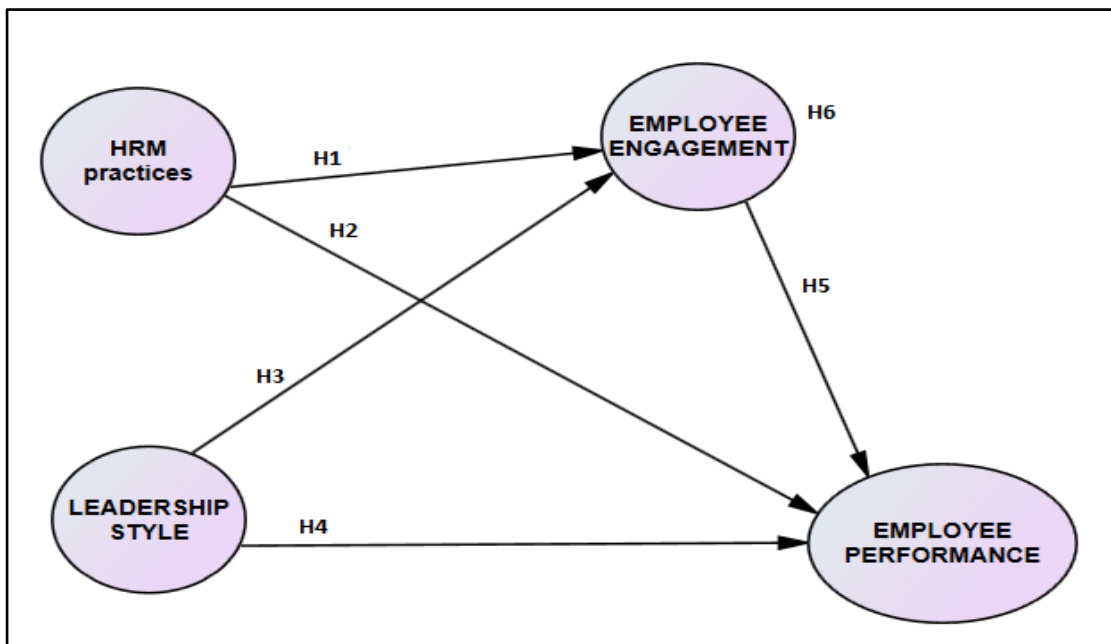 HRM
practices
H1
EMPLOYEE
ENGAGEMENT
H6
H2
H5
H3
LEADERSHIP
STYLE
H4
EMPLOYEE
PERFORMANCE